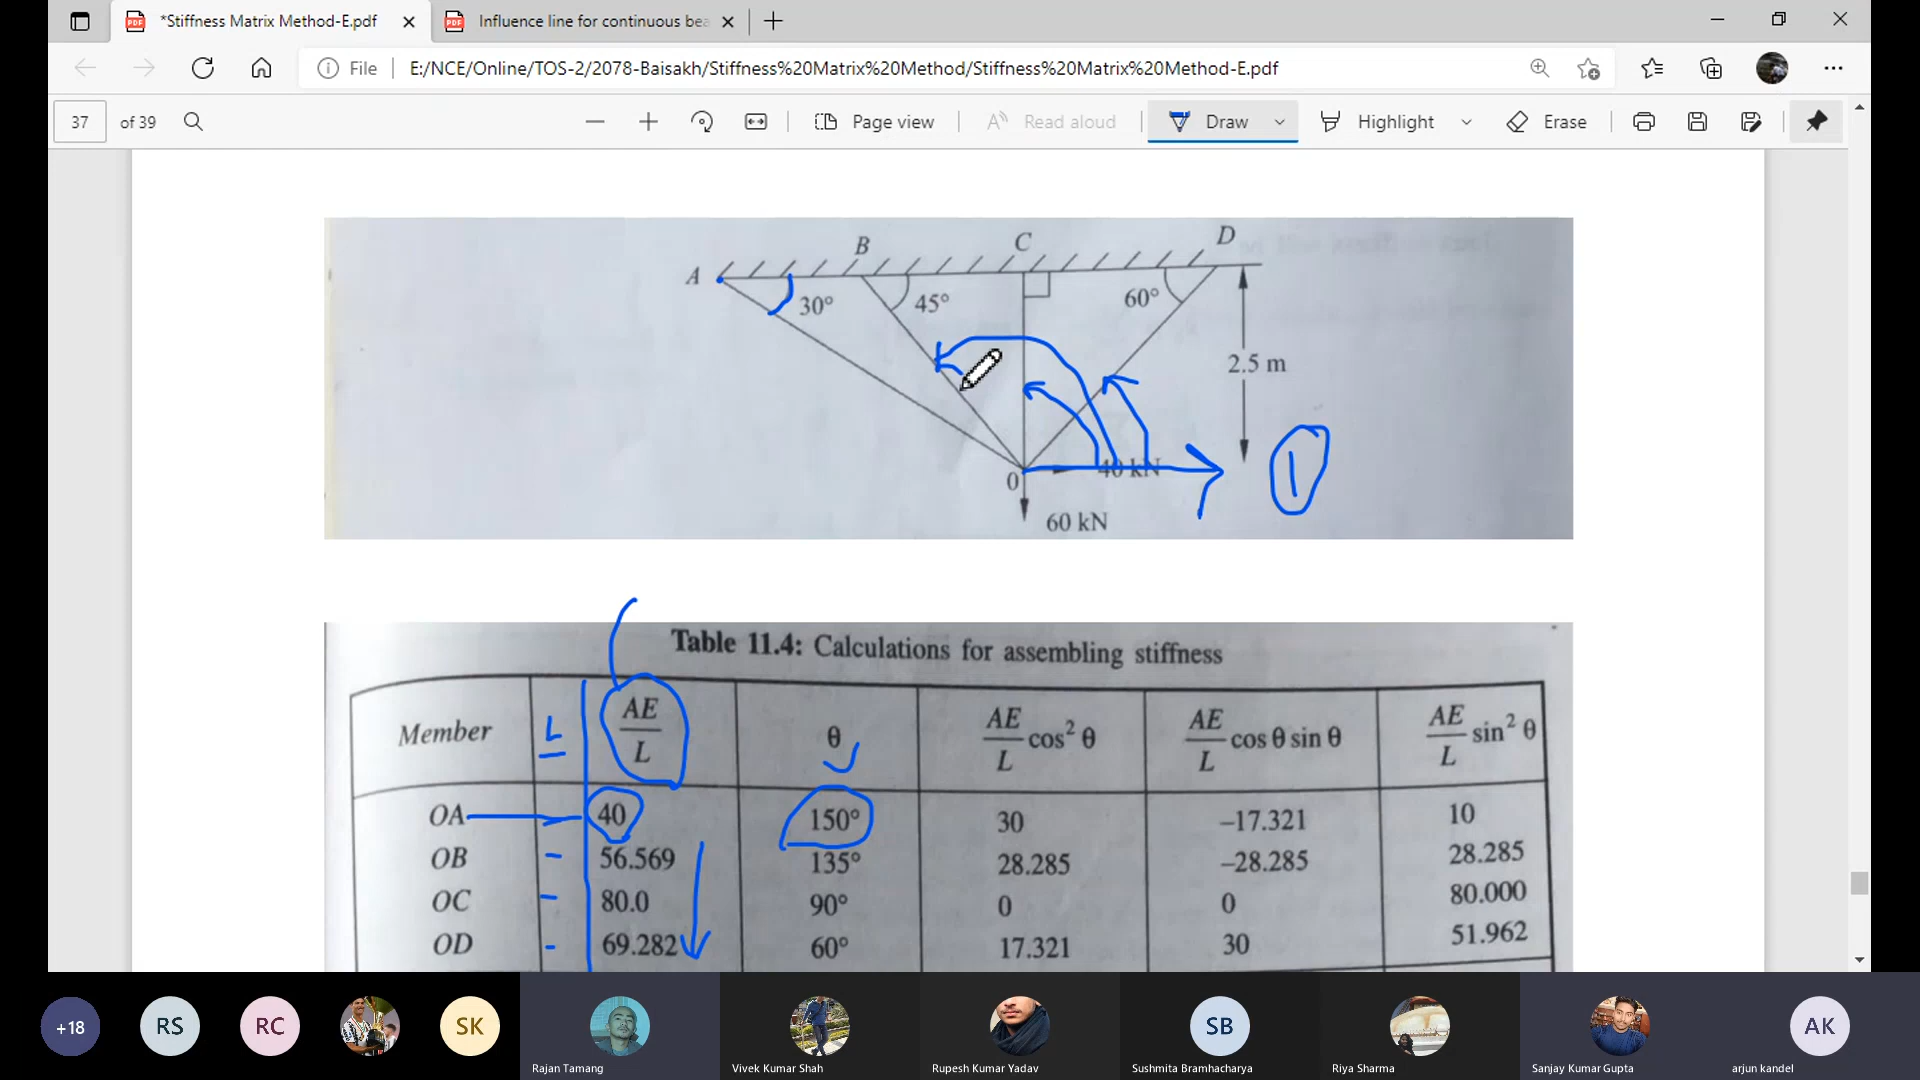 *Stiffness Matrix Method-E.pdf
Influence line for continuous bea
File
E:/NCE/Online/TOS-2/2078-Baisakh/Stiffness%20Matrix%20Method/Stiffness%20Matrix%20Method-E.pdf
37 of 39
Page view
Read aloud
Draw
Highlight
Erase
A B C D
30° 45° 60°
2.5 m
0 40 kN
60 kN
1
Table 11.4: Calculations for assembling stiffness
Member L AE/L θ AE/L cos² θ AE/L cos θ sin θ AE/L sin² θ
OA 40 150° 30 –17.321 10
OB 56.569 135° 28.285 –28.285 28.285
OC 80.0 90° 0 0 80.000
OD 69.282 60° 17.321 30 51.962
+18 RS RC SK SB AK
Rajan Tamang
Vivek Kumar Shah
Rupesh Kumar Yadav
Sushmita Bramhacharya
Riya Sharma
Sanjay Kumar Gupta
arjun kandel